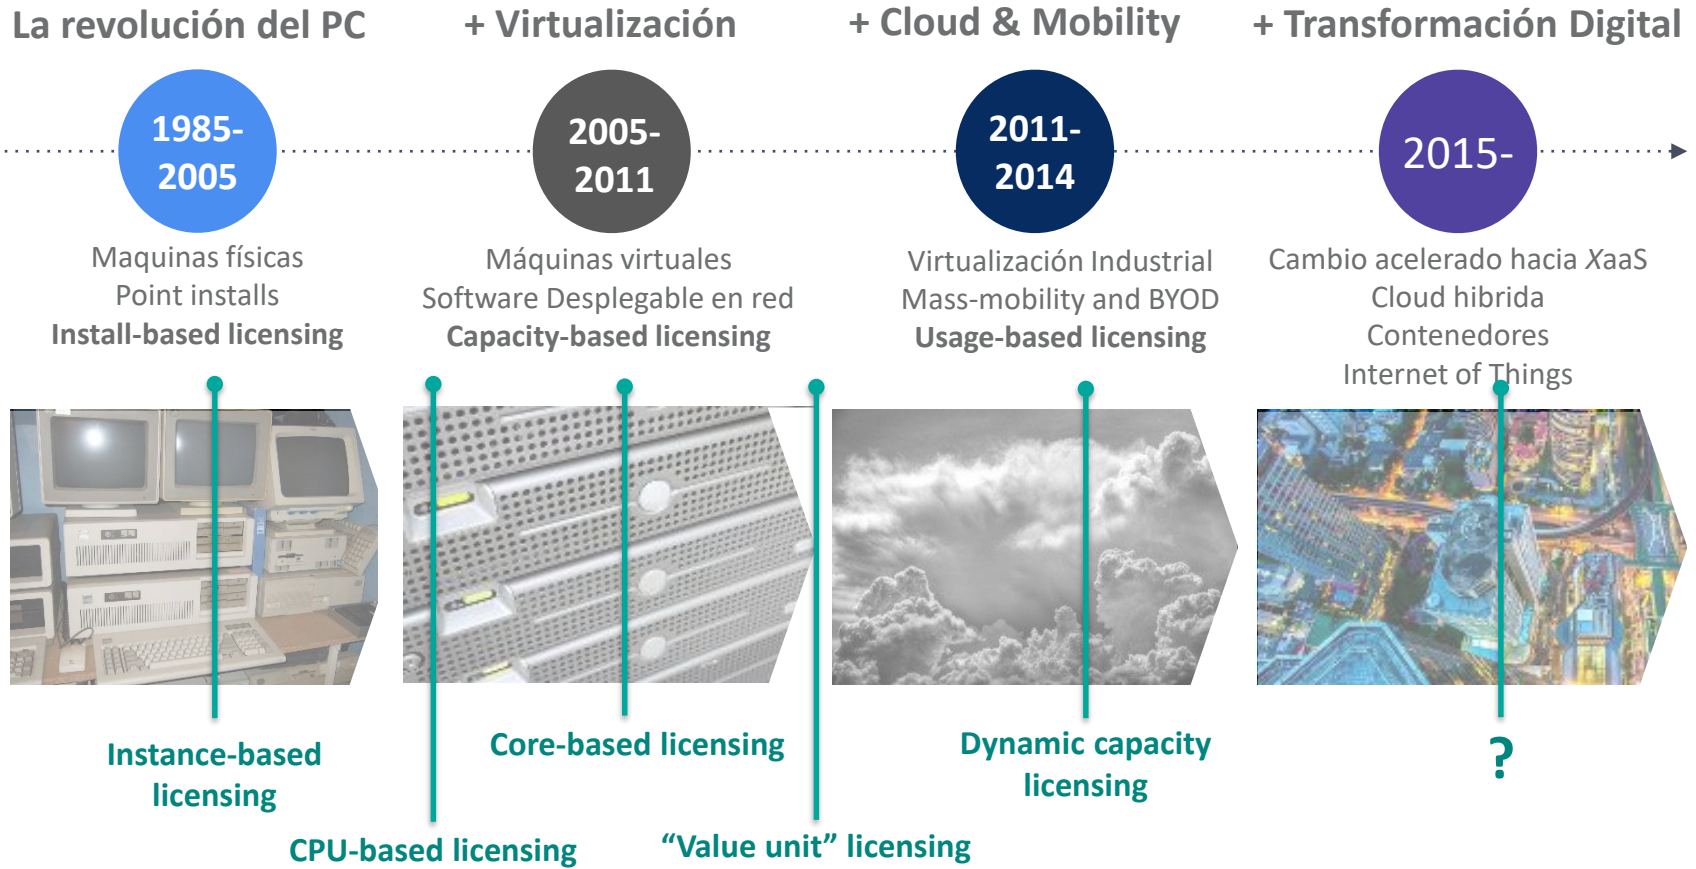 La revolución del PC
+ Virtualización
+ Cloud & Mobility
+ Transformación Digital
1985-
2005
2005-
2011
2011-
2014
2015-
Maquinas físicas
Point installs
Install-based licensing
Máquinas virtuales
Software Desplegable en red
Capacity-based licensing
Virtualización Industrial
Mass-mobility and BYOD
Usage-based licensing
Cambio acelerado hacia XaaS
Cloud hibrida
Contenedores
Internet of Things
Instance-based
licensing
CPU-based licensing
Core-based licensing
“Value unit” licensing
Dynamic capacity
licensing
?